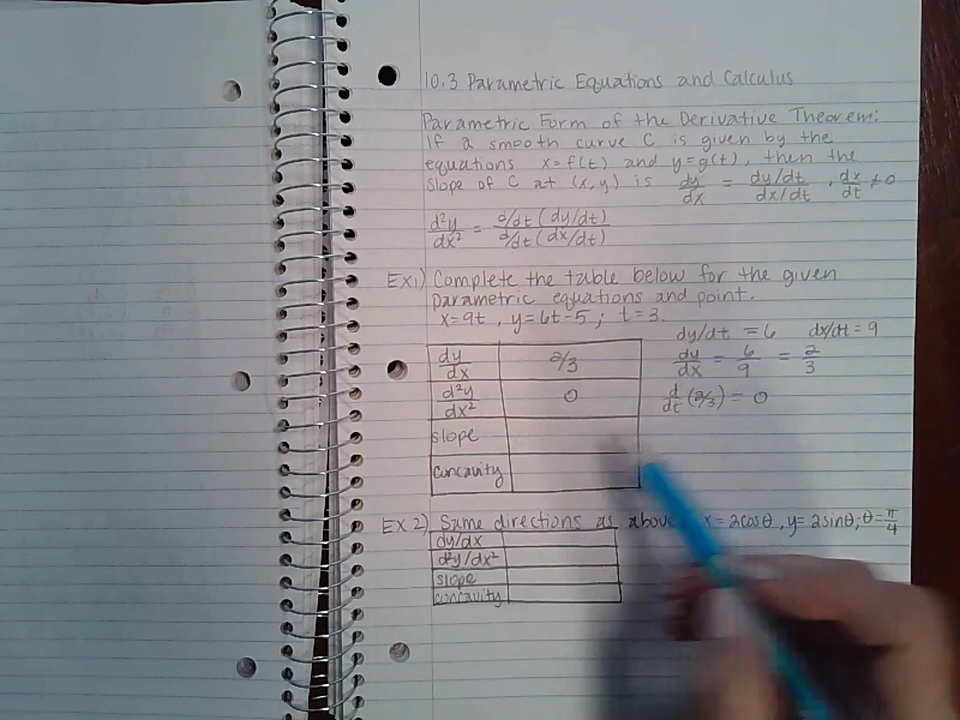 10.3 Parametric Equations and Calculus
Parametric Form of the Derivative Theorem:
If a smooth curve C is given by the
equations x=f(t) and y=g(t), then the
slope of C at (x,y) is dy/dx = dy/dt / dx/dt , dx/dt ≠ 0
d²y/dx² = d/dt (dy/dt) / d/dt (dx/dt)
Ex1) Complete the table below for the given
parametric equations and point.
x=9t, y=6t-5; t=3.
dy/dt = 6 dx/dt = 9
dy/dx 2/3 dy/dx = 6/9 = 2/3
d²y/dx² 0 d/dt (2/3) = 0
slope
concavity
Ex 2) Same directions as above x=2cosθ, y=2sinθ; θ=π/4
dy/dx
d²y/dx²
slope
concavity